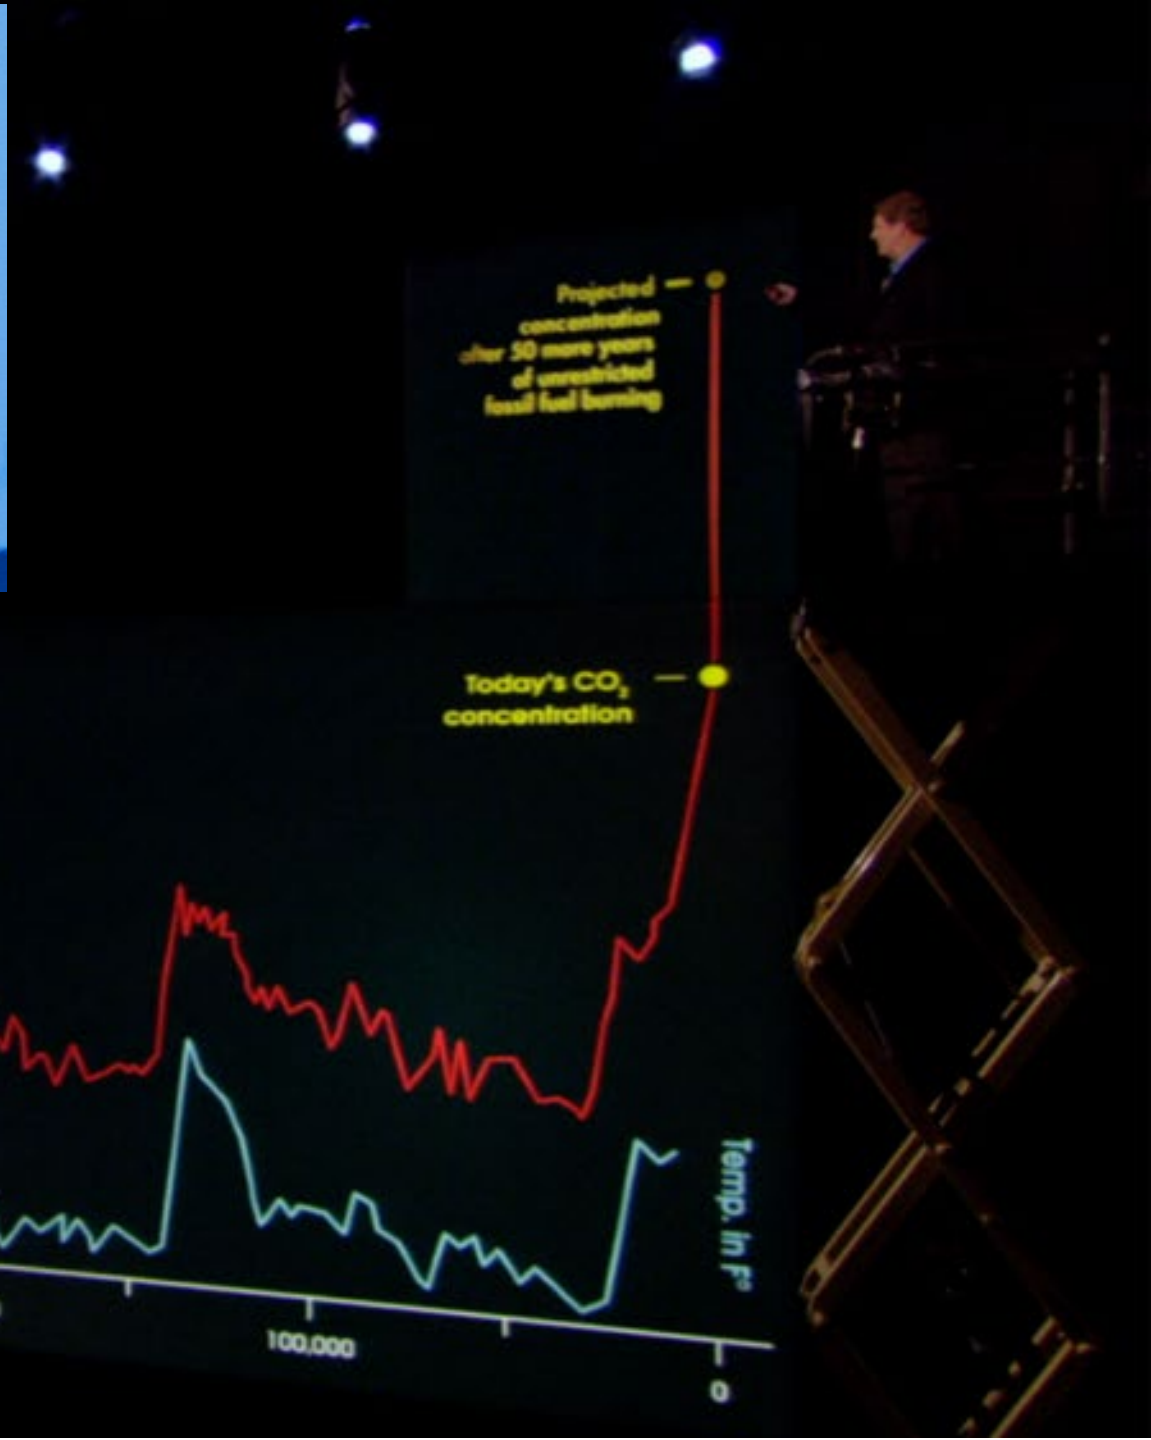 Projected
concentration
after 50 more years
of unrestricted
fossil fuel burning
Today's CO₂
concentration
Temp. in F°
100,000
0